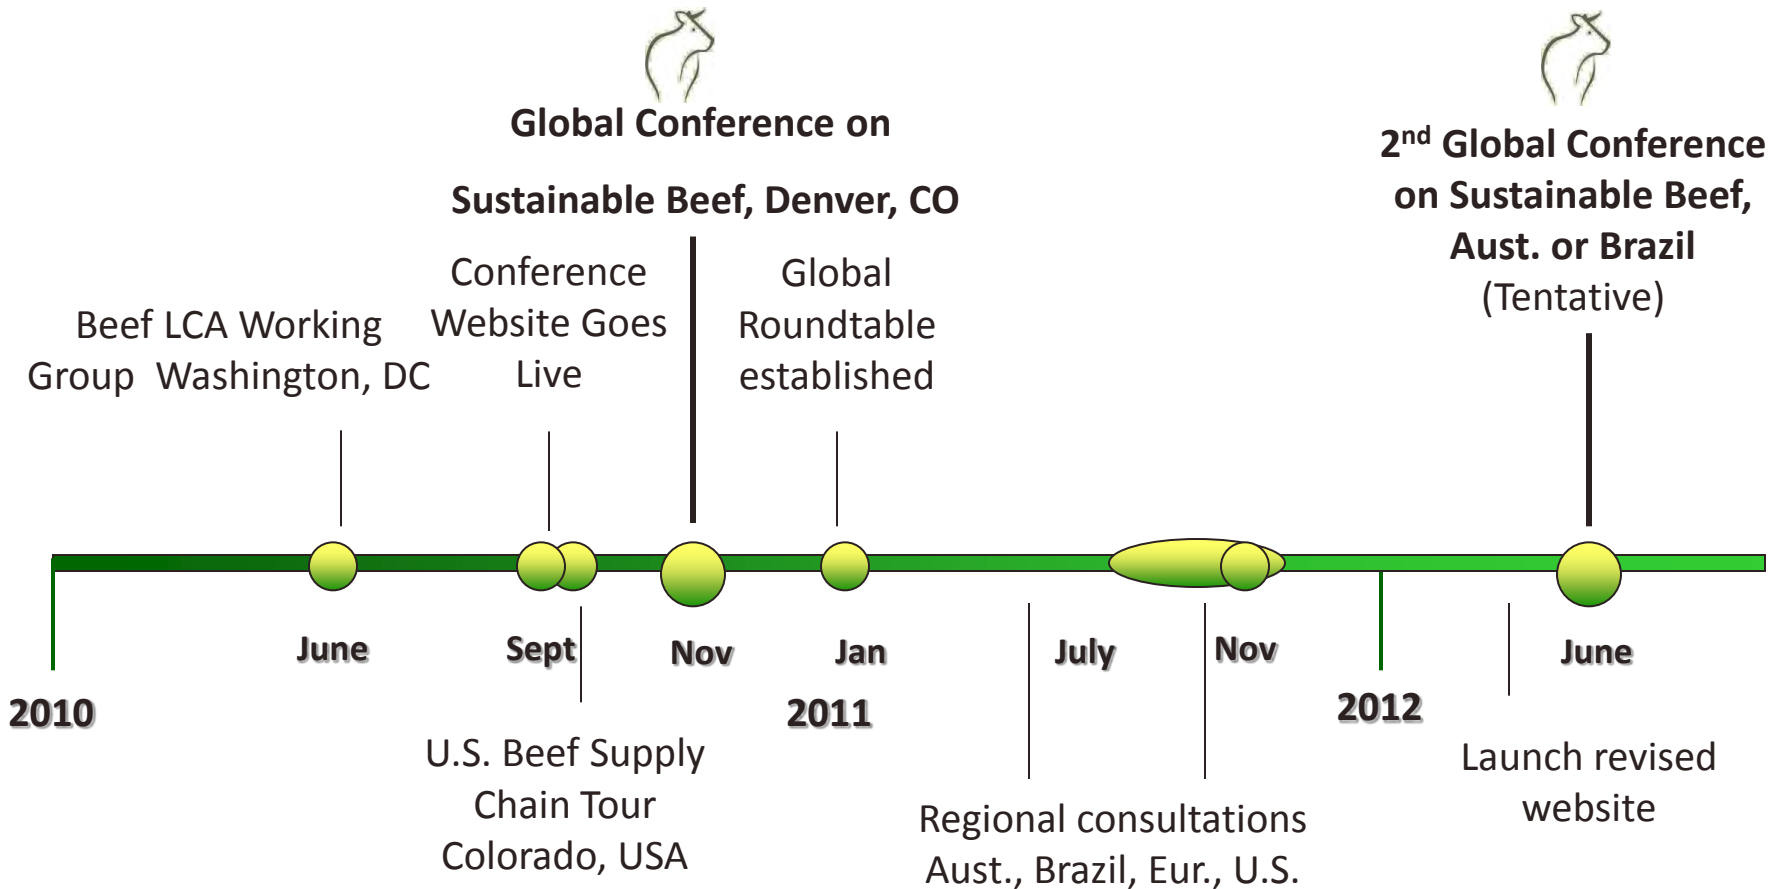 Global Conference on
Sustainable Beef, Denver, CO
2nd Global Conference
on Sustainable Beef,
Aust. or Brazil
(Tentative)
Beef LCA Working
Group Washington, DC
Conference
Website Goes
Live
Global
Roundtable
established
June
Sept
Nov
Jan
July
Nov
June
2010
2011
2012
U.S. Beef Supply
Chain Tour
Colorado, USA
Regional consultations
Aust., Brazil, Eur., U.S.
Launch revised
website